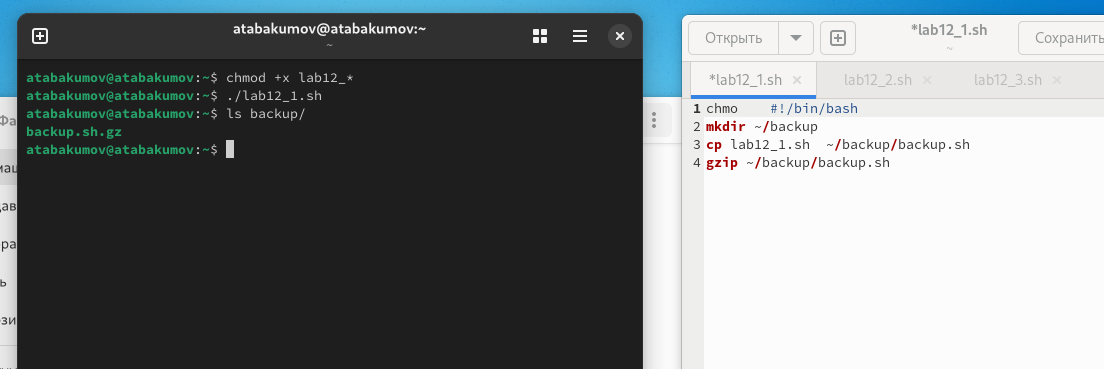 atabakumov@atabakumov:~
~
atabakumov@atabakumov:~$ chmod +x lab12_*
atabakumov@atabakumov:~$ ./lab12_1.sh
atabakumov@atabakumov:~$ ls backup/
backup.sh.gz
atabakumov@atabakumov:~$
Открыть
*lab12_1.sh
~
Сохранить
*lab12_1.sh
lab12_2.sh
lab12_3.sh
1 chmo    #!/bin/bash
2 mkdir ~/backup
3 cp lab12_1.sh  ~/backup/backup.sh
4 gzip ~/backup/backup.sh